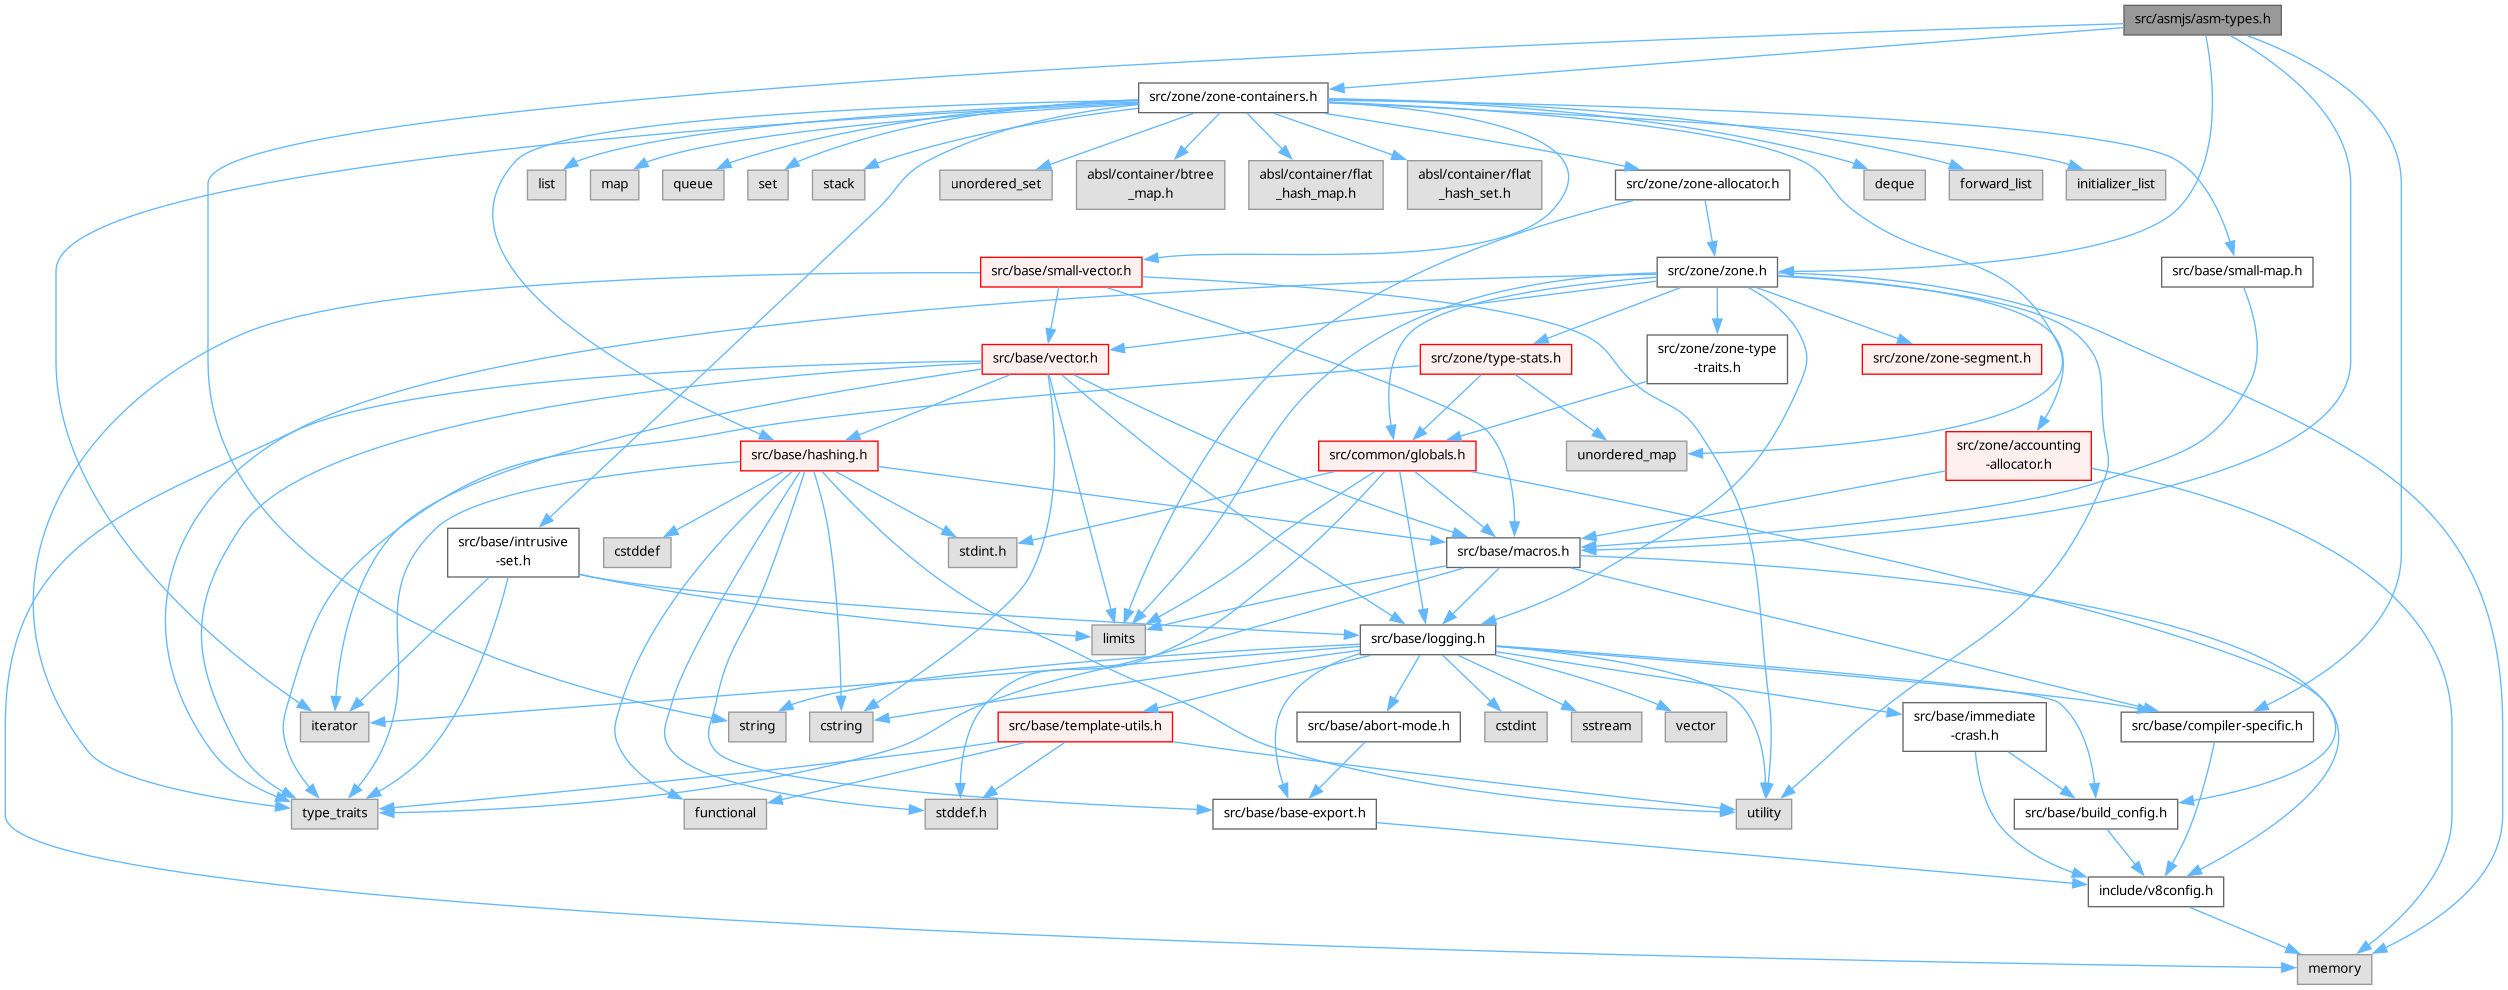 src/asmjs/asm-types.h
src/zone/zone-containers.h
list
map
queue
set
stack
unordered_set
absl/container/btree
_map.h
absl/container/flat
_hash_map.h
absl/container/flat
_hash_set.h
src/zone/zone-allocator.h
deque
forward_list
initializer_list
src/base/small-vector.h
src/zone/zone.h
src/base/small-map.h
src/base/vector.h
src/zone/type-stats.h
src/zone/zone-type
-traits.h
src/zone/zone-segment.h
src/base/hashing.h
src/common/globals.h
unordered_map
src/zone/accounting
-allocator.h
src/base/intrusive
-set.h
cstddef
stdint.h
src/base/macros.h
limits
src/base/logging.h
iterator
string
cstring
src/base/template-utils.h
src/base/abort-mode.h
cstdint
sstream
vector
src/base/immediate
-crash.h
src/base/compiler-specific.h
type_traits
functional
stddef.h
src/base/base-export.h
utility
src/base/build_config.h
include/v8config.h
memory